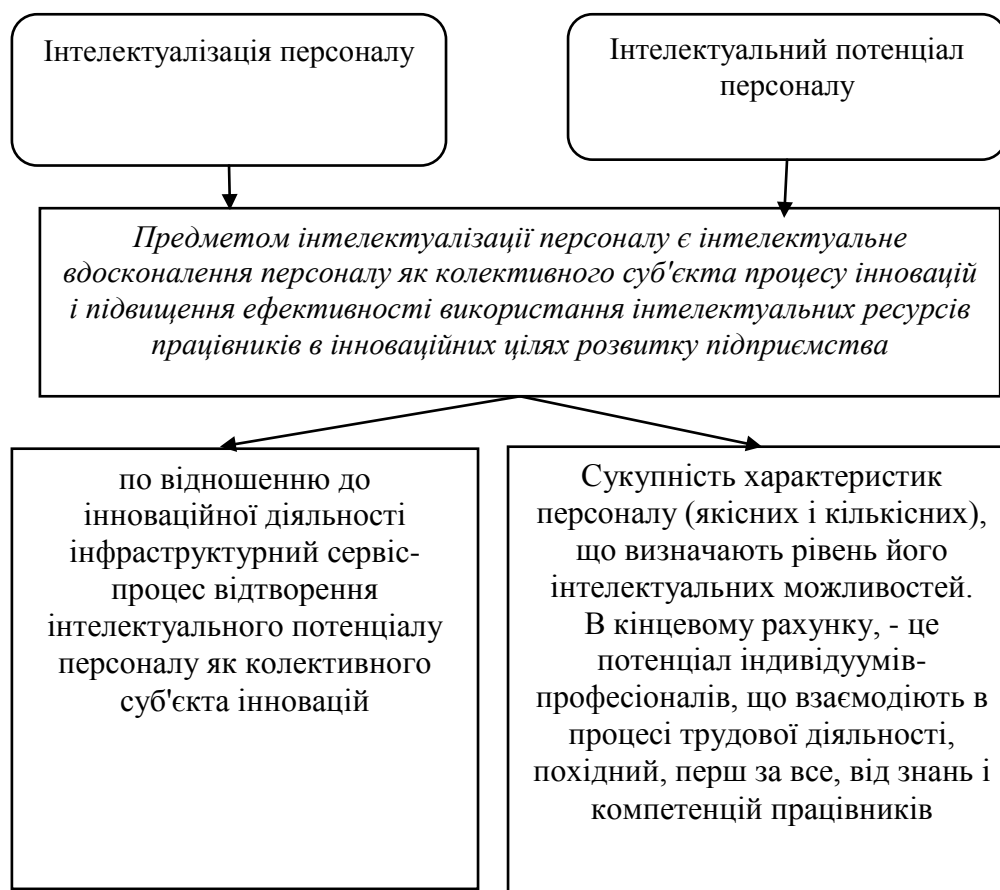 Інтелектуалізація персоналу
Інтелектуальний потенціал
персоналу
Предметом інтелектуалізації персоналу є інтелектуальне
вдосконалення персоналу як колективного суб'єкта процесу інновацій
і підвищення ефективності використання інтелектуальних ресурсів
працівників в інноваційних цілях розвитку підприємства
по відношенню до
інноваційної діяльності
інфраструктурний сервіс-
процес відтворення
інтелектуального потенціалу
персоналу як колективного
суб'єкта інновацій
Сукупність характеристик
персоналу (якісних і кількісних),
що визначають рівень його
інтелектуальних можливостей.
В кінцевому рахунку, - це
потенціал індивідуумів-
професіоналів, що взаємодіють в
процесі трудової діяльності,
похідний, перш за все, від знань і
компетенцій працівників